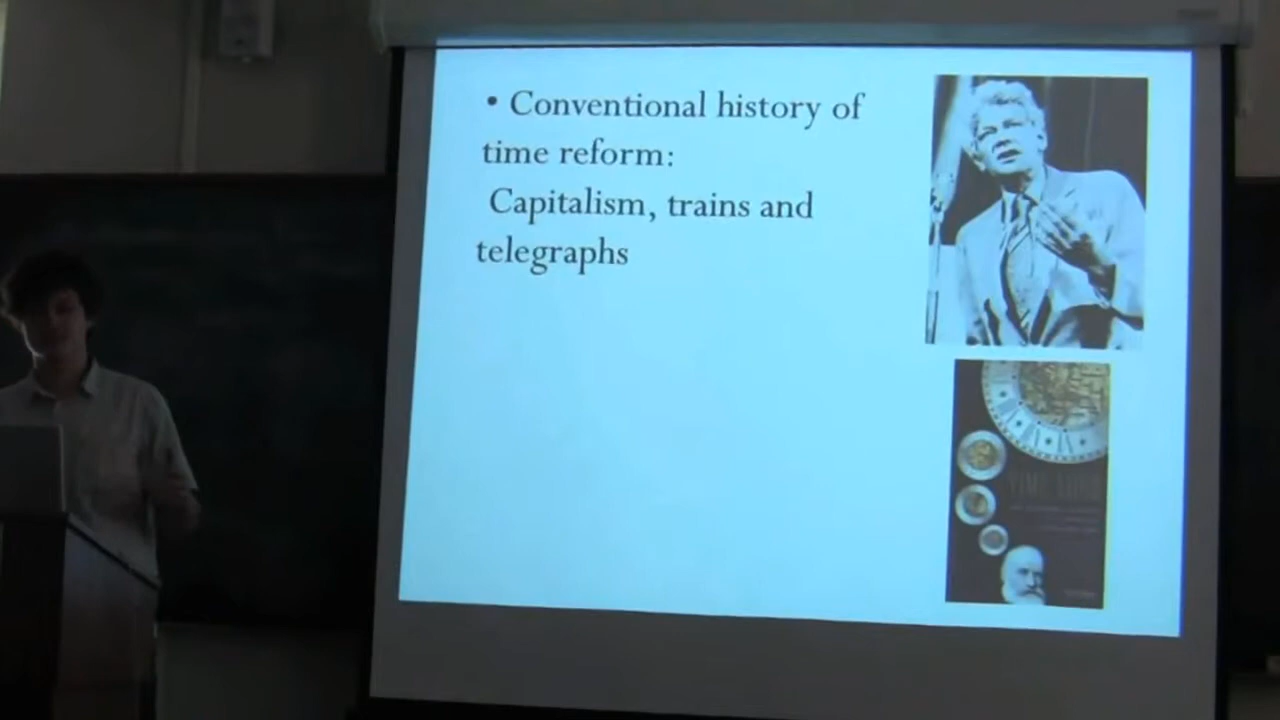 • Conventional history of
time reform:
Capitalism, trains and
telegraphs